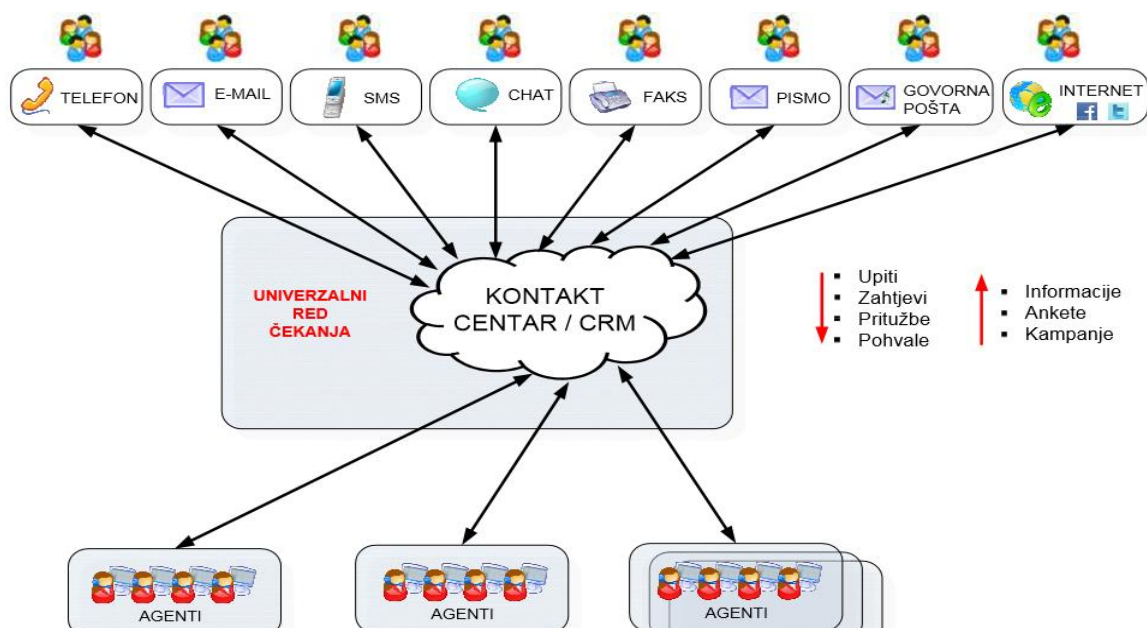 TELEFON
E-MAIL
SMS
CHAT
FAKS
PISMO
GOVORNA
POŠTA
INTERNET
UNIVERZALNI
RED
ČEKANJA
KONTAKT
CENTAR / CRM
▪ Upiti
▪ Zahtjevi
▪ Pritužbe
▪ Pohvale
▪ Informacije
▪ Ankete
▪ Kampanje
AGENTI
AGENTI
AGENTI